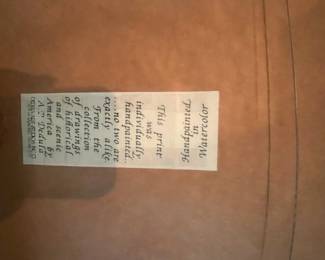 Handpainted
in
Watercolor
This print
was
individually
handpainted
....no two are
exactly alike.
From the
collection
of drawings
of historical
and scenic
America by